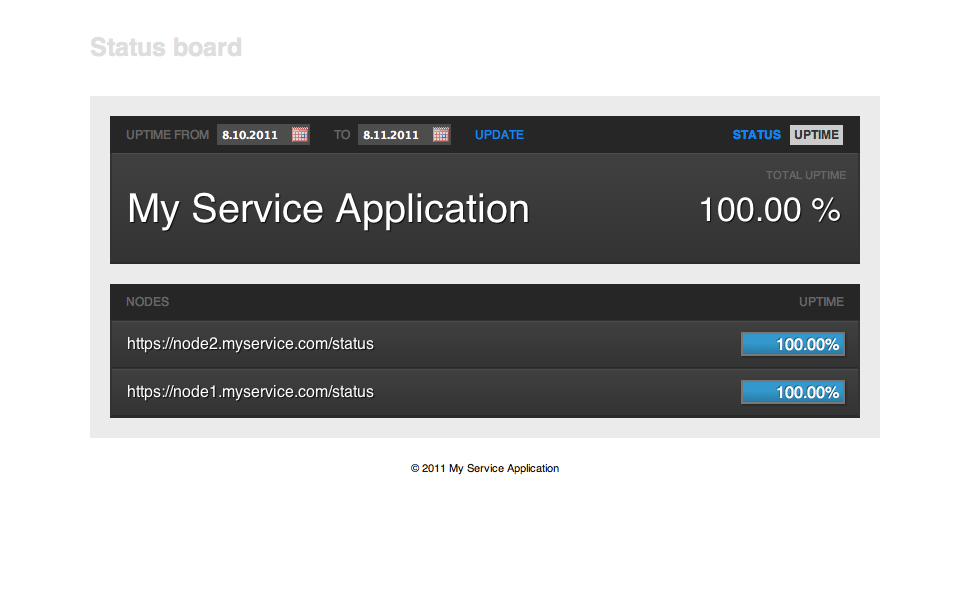 Status board
UPTIME FROM 8.10.2011 TO 8.11.2011 UPDATE STATUS UPTIME
TOTAL UPTIME
My Service Application 100.00 %
NODES UPTIME
https://node2.myservice.com/status 100.00%
https://node1.myservice.com/status 100.00%
© 2011 My Service Application